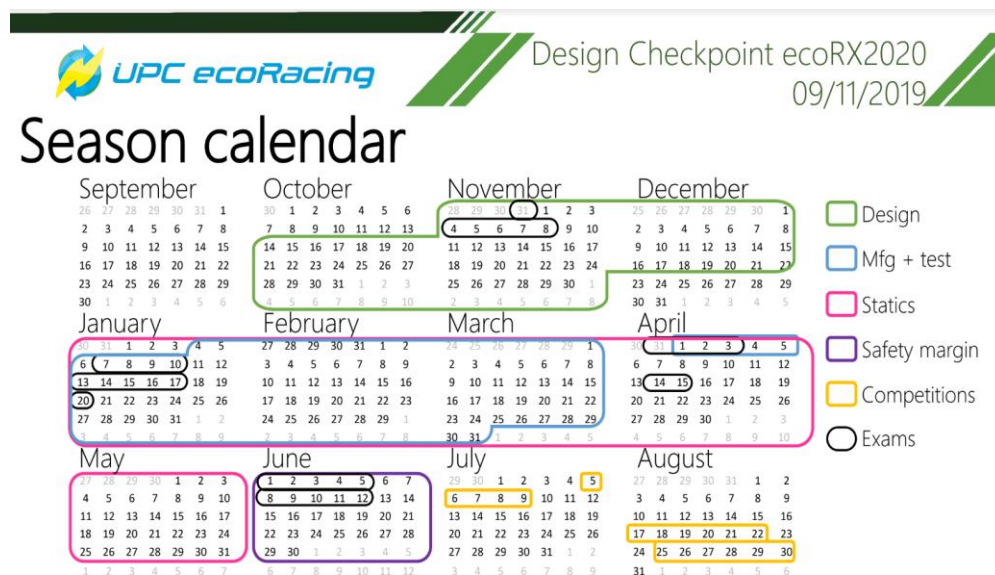 UPC ecoRacing
Design Checkpoint ecoRX2020
09/11/2019
Season calendar
September
26 27 28 29 30 31 1
2 3 4 5 6 7 8
9 10 11 12 13 14 15
16 17 18 19 20 21 22
23 24 25 26 27 28 29
30 1 2 3 4 5 6
October
30 1 2 3 4 5 6
7 8 9 10 11 12 13
14 15 16 17 18 19 20
21 22 23 24 25 26 27
28 29 30 31 1 2 3
4 5 6 7 8 9 10
November
28 29 30 31 1 2 3
4 5 6 7 8 9 10
11 12 13 14 15 16 17
18 19 20 21 22 23 24
25 26 27 28 29 30 1
2 3 4 5 6 7 8
December
25 26 27 28 29 30 1
2 3 4 5 6 7 8
9 10 11 12 13 14 15
16 17 18 19 20 21 22
23 24 25 26 27 28 29
30 31 1 2 3 4 5
January
30 31 1 2 3 4 5
6 7 8 9 10 11 12
13 14 15 16 17 18 19
20 21 22 23 24 25 26
27 28 29 30 31 1 2
3 4 5 6 7 8 9
February
27 28 29 30 31 1 2
3 4 5 6 7 8 9
10 11 12 13 14 15 16
17 18 19 20 21 22 23
24 25 26 27 28 29 1
2 3 4 5 6 7 8
March
24 25 26 27 28 29 1
2 3 4 5 6 7 8
9 10 11 12 13 14 15
16 17 18 19 20 21 22
23 24 25 26 27 28 29
30 31 1 2 3 4 5
April
30 31 1 2 3 4 5
6 7 8 9 10 11 12
13 14 15 16 17 18 19
20 21 22 23 24 25 26
27 28 29 30 1 2 3
4 5 6 7 8 9 10
May
27 28 29 30 1 2 3
4 5 6 7 8 9 10
11 12 13 14 15 16 17
18 19 20 21 22 23 24
25 26 27 28 29 30 31
1 2 3 4 5 6 7
June
1 2 3 4 5 6 7
8 9 10 11 12 13 14
15 16 17 18 19 20 21
22 23 24 25 26 27 28
29 30 1 2 3 4 5
6 7 8 9 10 11 12
July
29 30 1 2 3 4 5
6 7 8 9 10 11 12
13 14 15 16 17 18 19
20 21 22 23 24 25 26
27 28 29 30 31 1 2
3 4 5 6 7 8 9
August
27 28 29 30 31 1 2
3 4 5 6 7 8 9
10 11 12 13 14 15 16
17 18 19 20 21 22 23
24 25 26 27 28 29 30
31 1 2 3 4 5 6
Design
Mfg + test
Statics
Safety margin
Competitions
Exams